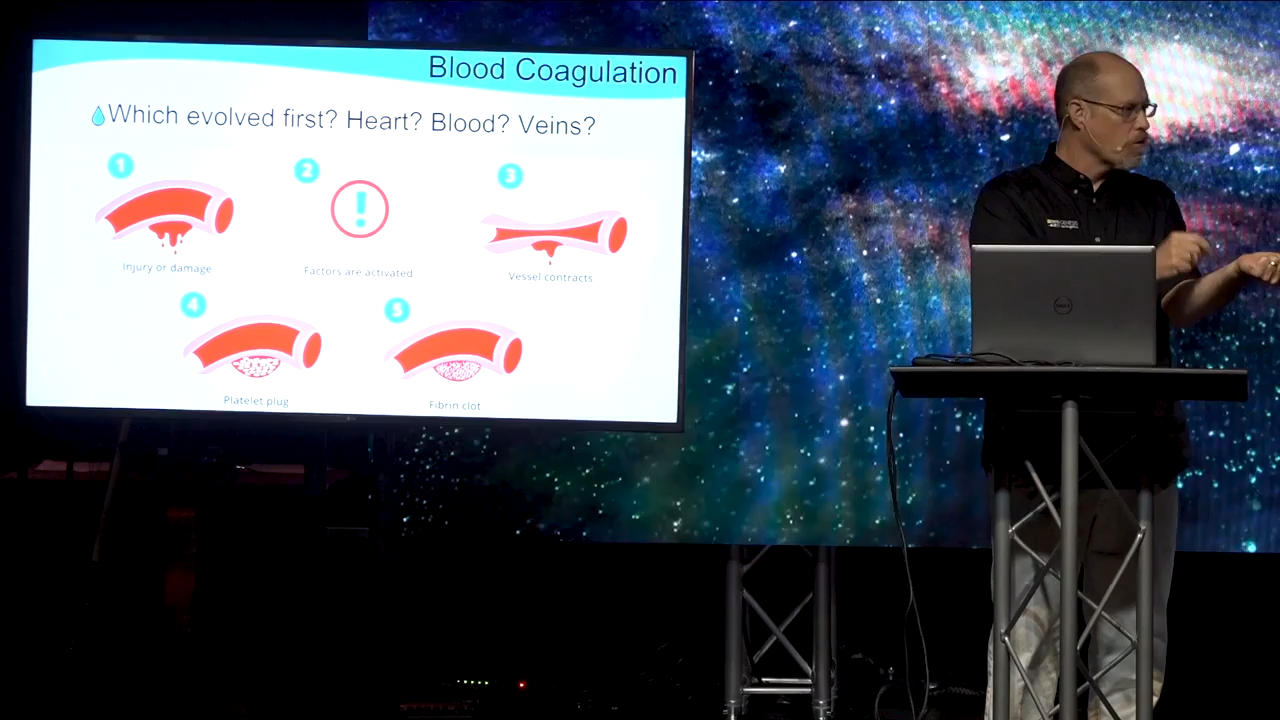 Blood Coagulation
Which evolved first? Heart? Blood? Veins?
1
2
3
!
Injury or damage
Factors are activated
Vessel contracts
4
5
Platelet plug
Fibrin clot
DELL